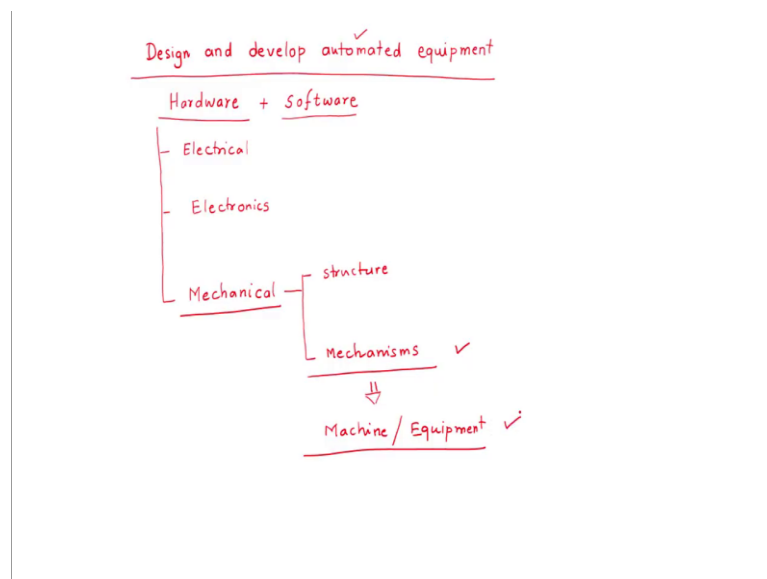 Design and develop automated equipment
Hardware + Software
Electrical
Electronics
Mechanical
structure
Mechanisms
Machine / Equipment